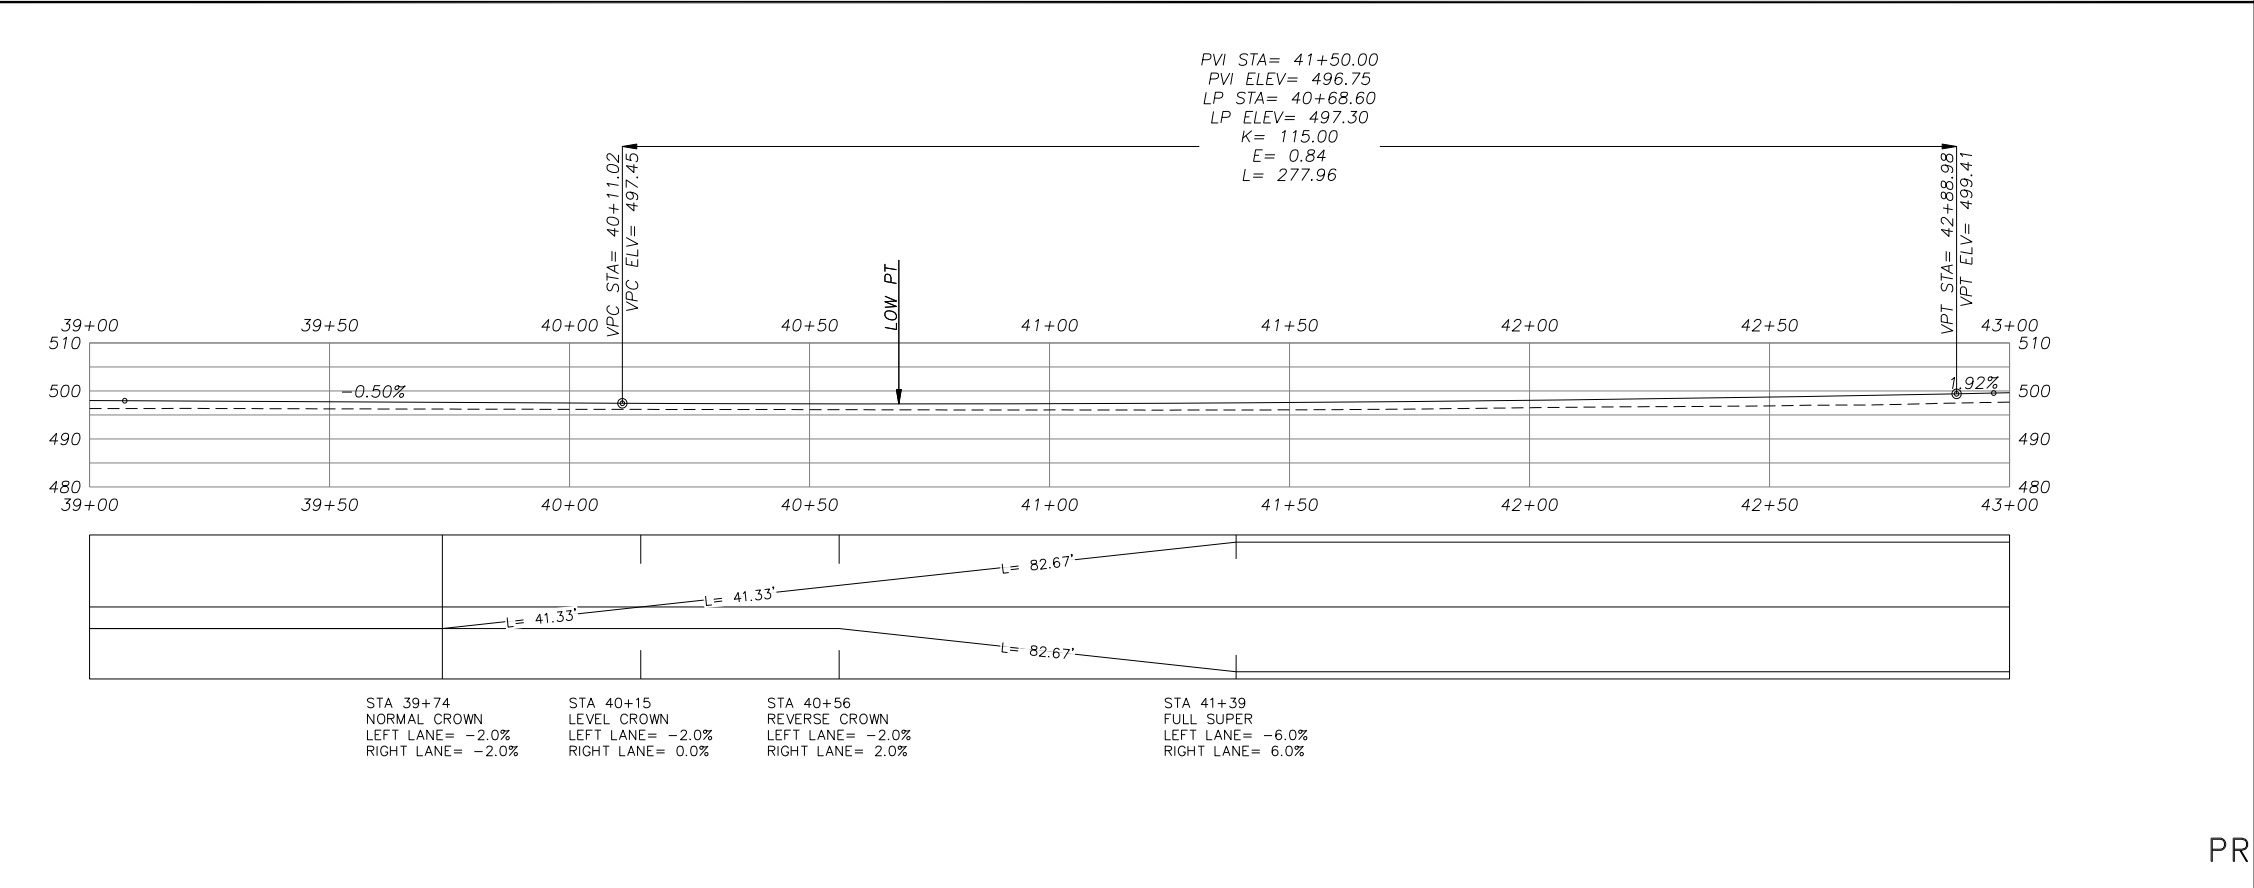 PVI STA= 41+50.00
PVI ELEV= 496.75
LP STA= 40+68.60
LP ELEV= 497.30
K= 115.00
E= 0.84
L= 277.96
VPC STA= 40+11.02
VPC ELV= 497.45
VPT STA= 42+88.98
VPT ELV= 499.41
LOW PT
39+00 39+50 40+00 40+50 41+00 41+50 42+00 42+50 43+00
510 510
500 -0.50% 1.92% 500
490 490
480 480
39+00 39+50 40+00 40+50 41+00 41+50 42+00 42+50 43+00
L= 82.67'
L= 41.33'
L= 41.33'
L= 82.67'
STA 39+74
NORMAL CROWN
LEFT LANE= -2.0%
RIGHT LANE= -2.0%
STA 40+15
LEVEL CROWN
LEFT LANE= -2.0%
RIGHT LANE= 0.0%
STA 40+56
REVERSE CROWN
LEFT LANE= -2.0%
RIGHT LANE= 2.0%
STA 41+39
FULL SUPER
LEFT LANE= -6.0%
RIGHT LANE= 6.0%
PR